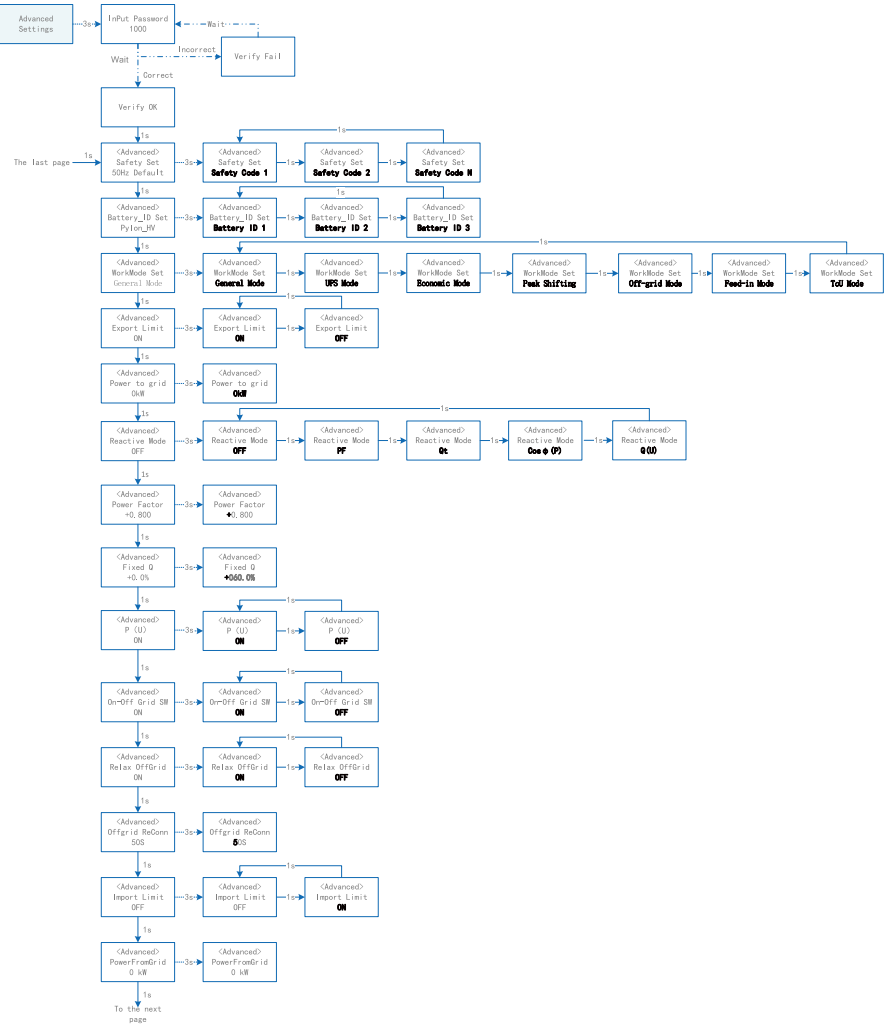 Advanced
Settings
3s
InPut Password
1000
Wait
Incorrect
Wait
Verify Fail
Correct
Verify OK
1s
1s
The last page
1s
<Advanced>
Safety Set
50Hz Default
3s
<Advanced>
Safety Set
Safety Code 1
1s
<Advanced>
Safety Set
Safety Code 2
1s
<Advanced>
Safety Set
Safety Code N
1s
1s
<Advanced>
Battery_ID Set
Pylon_HV
3s
<Advanced>
Battery_ID Set
Battery ID 1
1s
<Advanced>
Battery_ID Set
Battery ID 2
1s
<Advanced>
Battery_ID Set
Battery ID 3
1s
1s
<Advanced>
WorkMode Set
General Mode
3s
<Advanced>
WorkMode Set
General Mode
1s
<Advanced>
WorkMode Set
UPS Mode
1s
<Advanced>
WorkMode Set
Economic Mode
1s
<Advanced>
WorkMode Set
Peak Shifting
1s
<Advanced>
WorkMode Set
Off-grid Mode
1s
<Advanced>
WorkMode Set
Feed-in Mode
1s
<Advanced>
WorkMode Set
ToU Mode
1s
1s
<Advanced>
Export Limit
ON
3s
<Advanced>
Export Limit
ON
1s
<Advanced>
Export Limit
OFF
1s
<Advanced>
Power to grid
0kW
3s
<Advanced>
Power to grid
0kW
1s
1s
<Advanced>
Reactive Mode
OFF
3s
<Advanced>
Reactive Mode
OFF
1s
<Advanced>
Reactive Mode
PF
1s
<Advanced>
Reactive Mode
Qt
1s
<Advanced>
Reactive Mode
Cos φ (P)
1s
<Advanced>
Reactive Mode
Q(U)
1s
<Advanced>
Power Factor
+0.800
3s
<Advanced>
Power Factor
+0.800
1s
<Advanced>
Fixed Q
+0.0%
3s
<Advanced>
Fixed Q
+060.0%
1s
1s
<Advanced>
P (U)
ON
3s
<Advanced>
P (U)
ON
1s
<Advanced>
P (U)
OFF
1s
1s
<Advanced>
On-Off Grid SW
ON
3s
<Advanced>
On-Off Grid SW
ON
1s
<Advanced>
On-Off Grid SW
OFF
1s
1s
<Advanced>
Relax OffGrid
ON
3s
<Advanced>
Relax OffGrid
ON
1s
<Advanced>
Relax OffGrid
OFF
1s
<Advanced>
Offgrid ReConn
50S
3s
<Advanced>
Offgrid ReConn
50S
1s
1s
<Advanced>
Import Limit
OFF
3s
<Advanced>
Import Limit
OFF
1s
<Advanced>
Import Limit
ON
1s
<Advanced>
PowerFromGrid
0 kW
3s
<Advanced>
PowerFromGrid
0 kW
1s
To the next
page